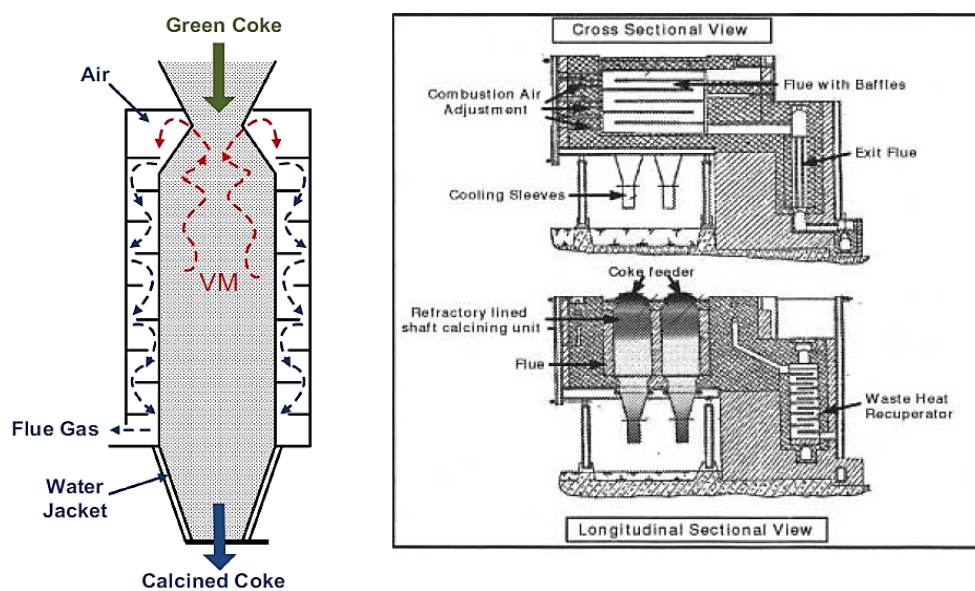 Green Coke
Air
VM
Flue Gas
Water
Jacket
Calcined Coke
Cross Sectional View
Combustion Air
Adjustment
Flue with Baffles
Exit Flue
Cooling Sleeves
Coke feeder
Refractory lined
shaft calcining unit
Flue
Waste Heat
Recuperator
Longitudinal Sectional View